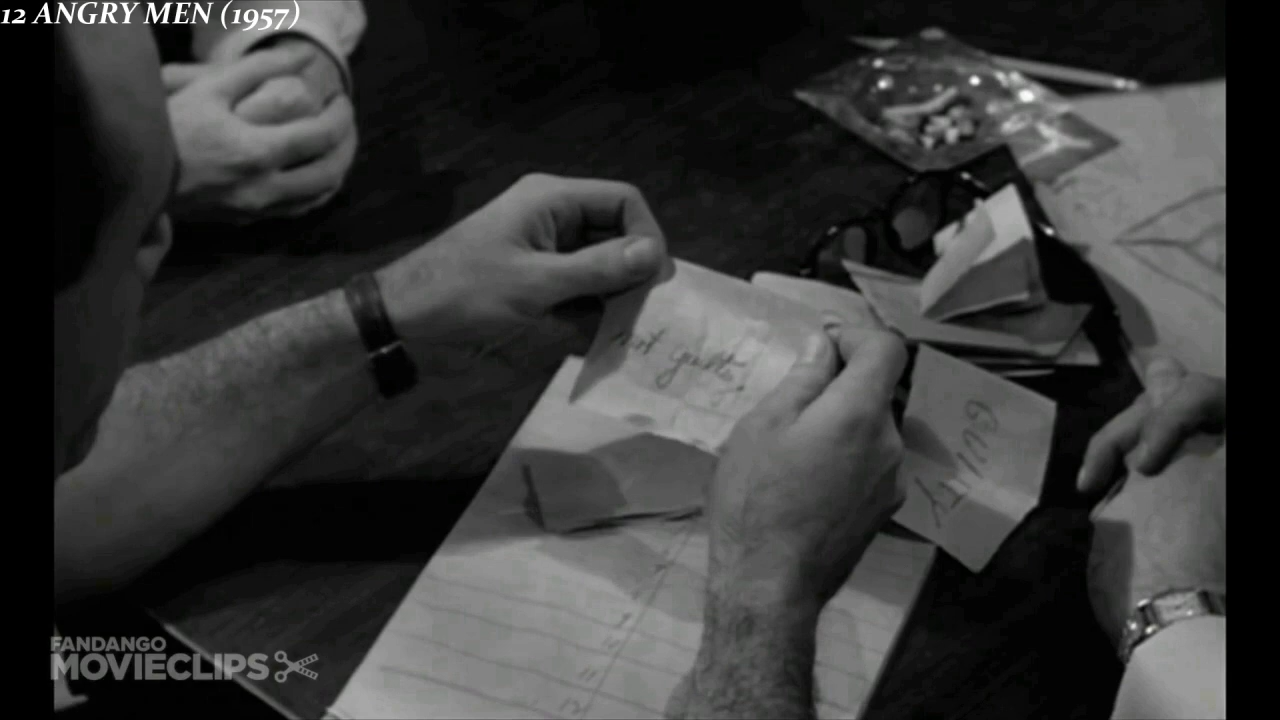 12 ANGRY MEN (1957)
not guilty
GUILTY
FANDANGO
MOVIECLIPS